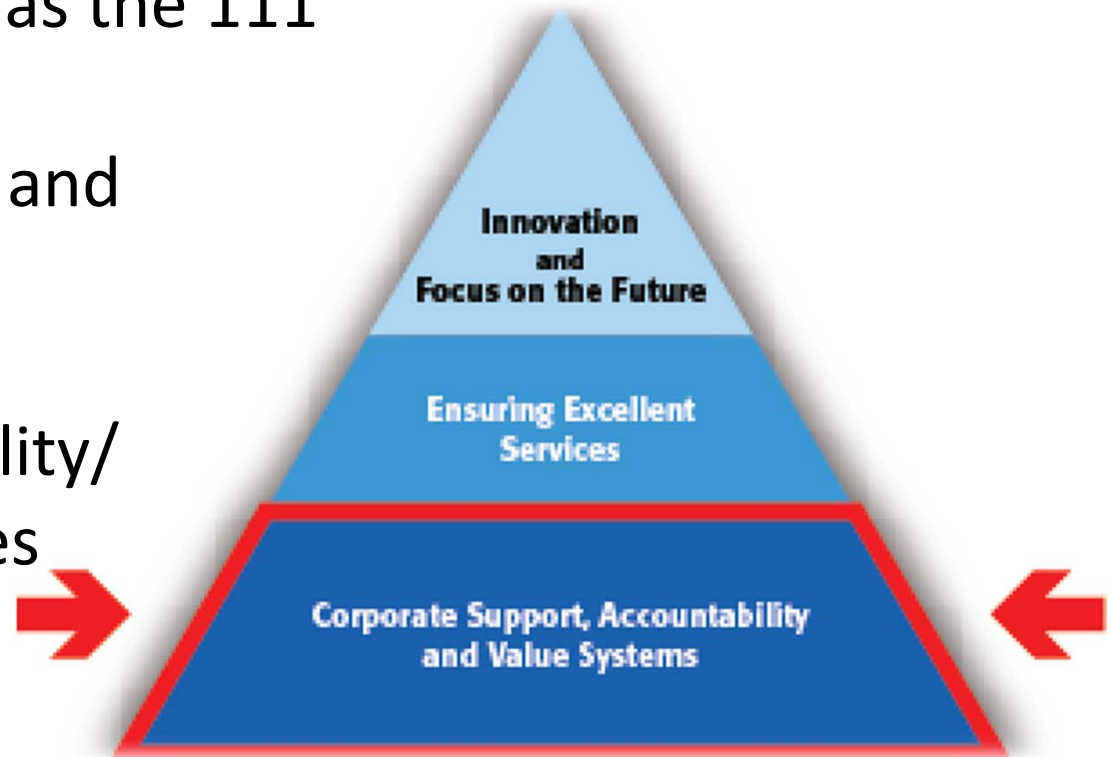 as the 111
and
lity/
es
Innovation
and
Focus on the Future
Ensuring Excellent
Services
Corporate Support, Accountability
and Value Systems